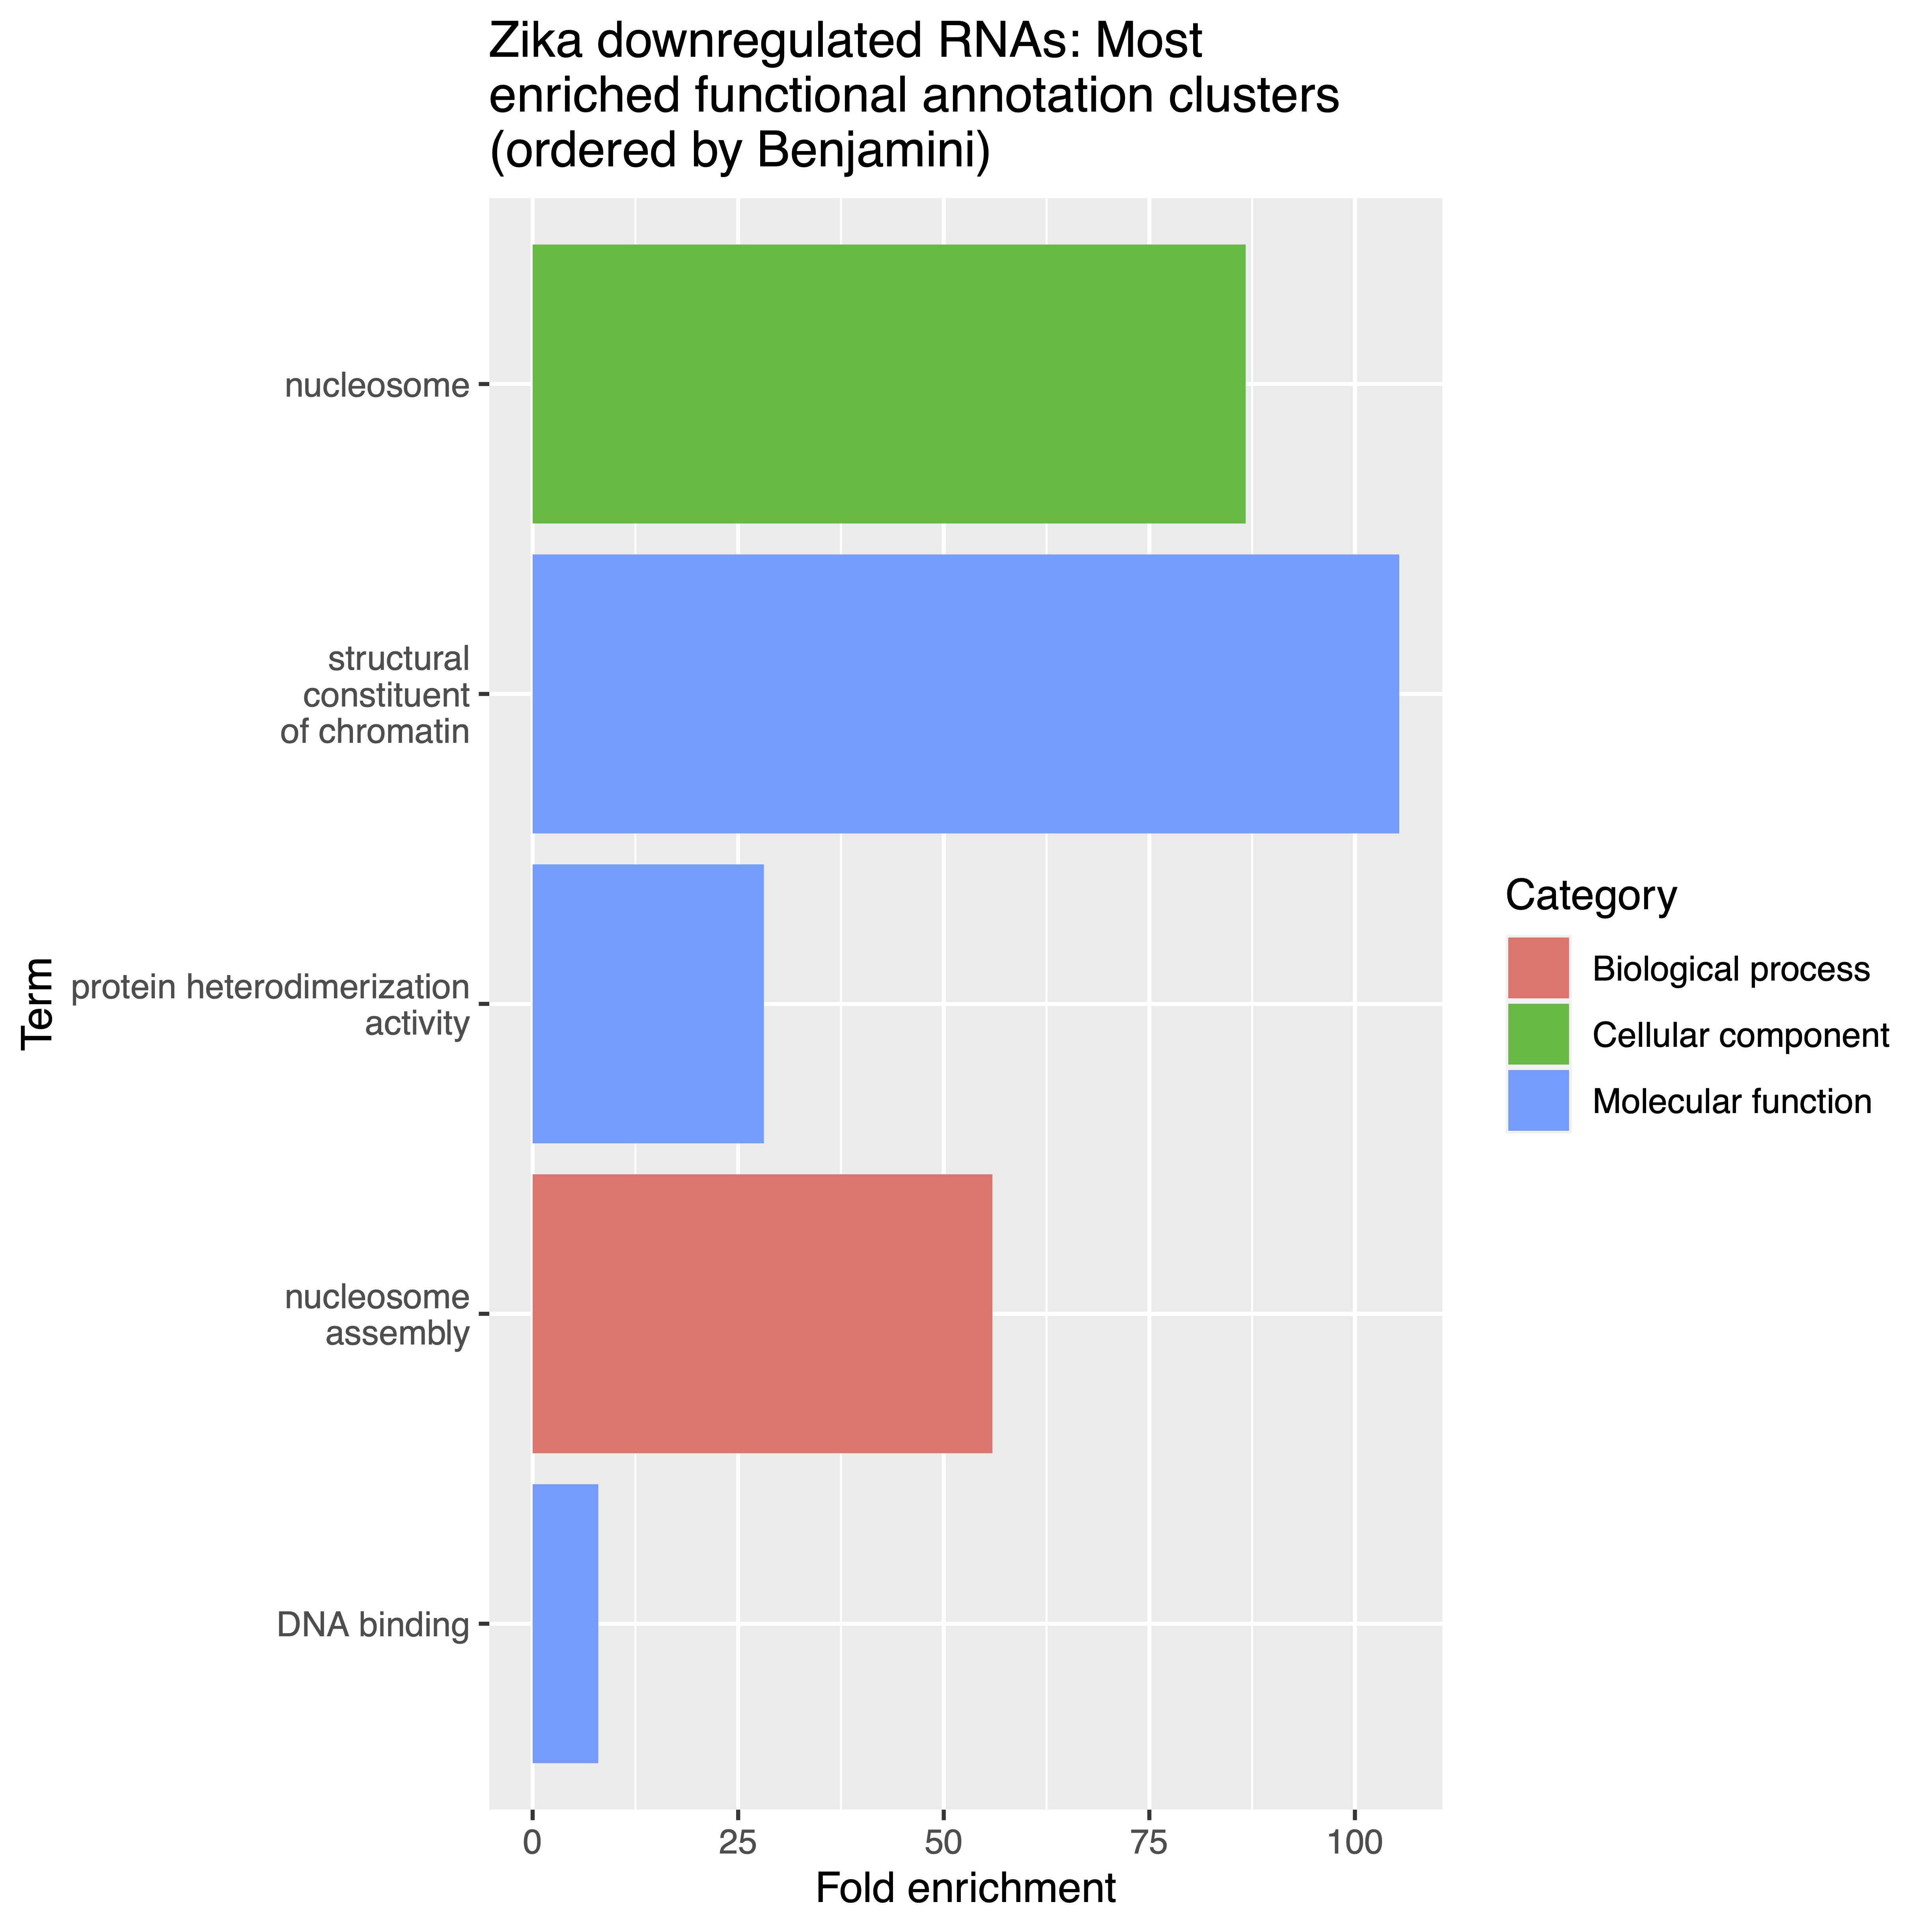 Zika downregulated RNAs: Most
enriched functional annotation clusters
(ordered by Benjamini)
Term
nucleosome
structural
constituent
of chromatin
protein heterodimerization
activity
nucleosome
assembly
DNA binding
0 25 50 75 100
Fold enrichment
Category
Biological process
Cellular component
Molecular function